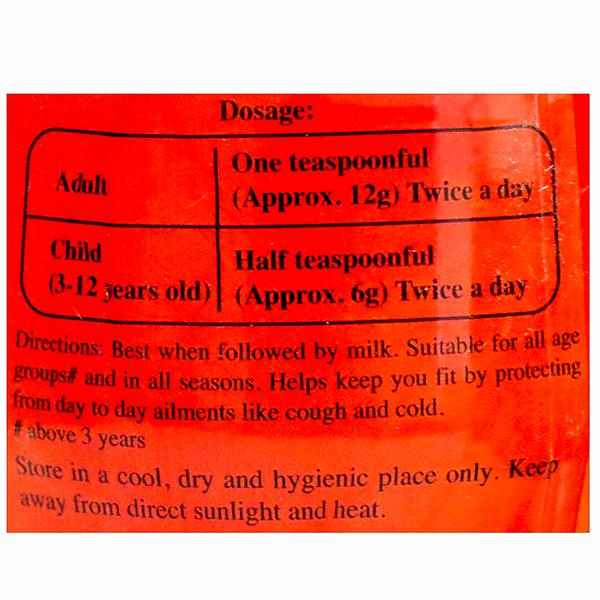 Dosage:
Adult
One teaspoonful
(Approx. 12g) Twice a day
Child
(3-12 years old)
Half teaspoonful
(Approx. 6g) Twice a day
Directions: Best when followed by milk. Suitable for all age
groups# and in all seasons. Helps keep you fit by protecting
from day to day ailments like cough and cold.
# above 3 years
Store in a cool, dry and hygienic place only. Keep
away from direct sunlight and heat.